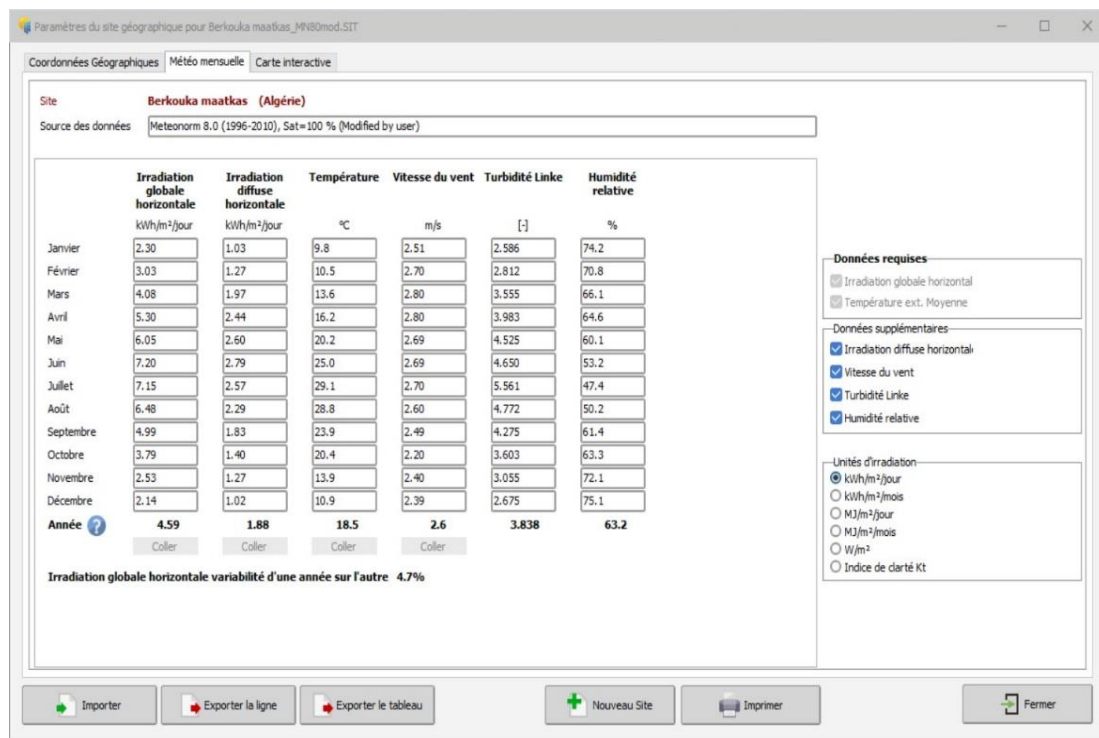 Paramètres du site géographique pour Berkouka maatkas_MN80mod.SIT
Coordonnées Géographiques Météo mensuelle Carte interactive
Site Berkouka maatkas (Algérie)
Source des données Meteonorm 8.0 (1996-2010), Sat=100 % (Modified by user)
Irradiation globale horizontale Irradiation diffuse horizontale Température Vitesse du vent Turbidité Linke Humidité relative
kWh/m²/jour kWh/m²/jour °C m/s [-] %
Janvier 2.30 1.03 9.8 2.51 2.586 74.2
Février 3.03 1.27 10.5 2.70 2.812 70.8
Mars 4.08 1.97 13.6 2.80 3.555 66.1
Avril 5.30 2.44 16.2 2.80 3.983 64.6
Mai 6.05 2.60 20.2 2.69 4.525 60.1
Juin 7.20 2.79 25.0 2.69 4.650 53.2
Juillet 7.15 2.57 29.1 2.70 5.561 47.4
Août 6.48 2.29 28.8 2.60 4.772 50.2
Septembre 4.99 1.83 23.9 2.49 4.275 61.4
Octobre 3.79 1.40 20.4 2.20 3.603 63.3
Novembre 2.53 1.27 13.9 2.40 3.055 72.1
Décembre 2.14 1.02 10.9 2.39 2.675 75.1
Année ? 4.59 1.88 18.5 2.6 3.838 63.2
Coller Coller Coller Coller
Irradiation globale horizontale variabilité d'une année sur l'autre 4.7%
Données requises
Irradiation globale horizontal
Température ext. Moyenne
Données supplémentaires
Irradiation diffuse horizontal
Vitesse du vent
Turbidité Linke
Humidité relative
Unités d'irradiation
kWh/m²/jour
kWh/m²/mois
MJ/m²/jour
MJ/m²/mois
W/m²
Indice de clarté Kt
Importer Exporter la ligne Exporter le tableau Nouveau Site Imprimer Fermer